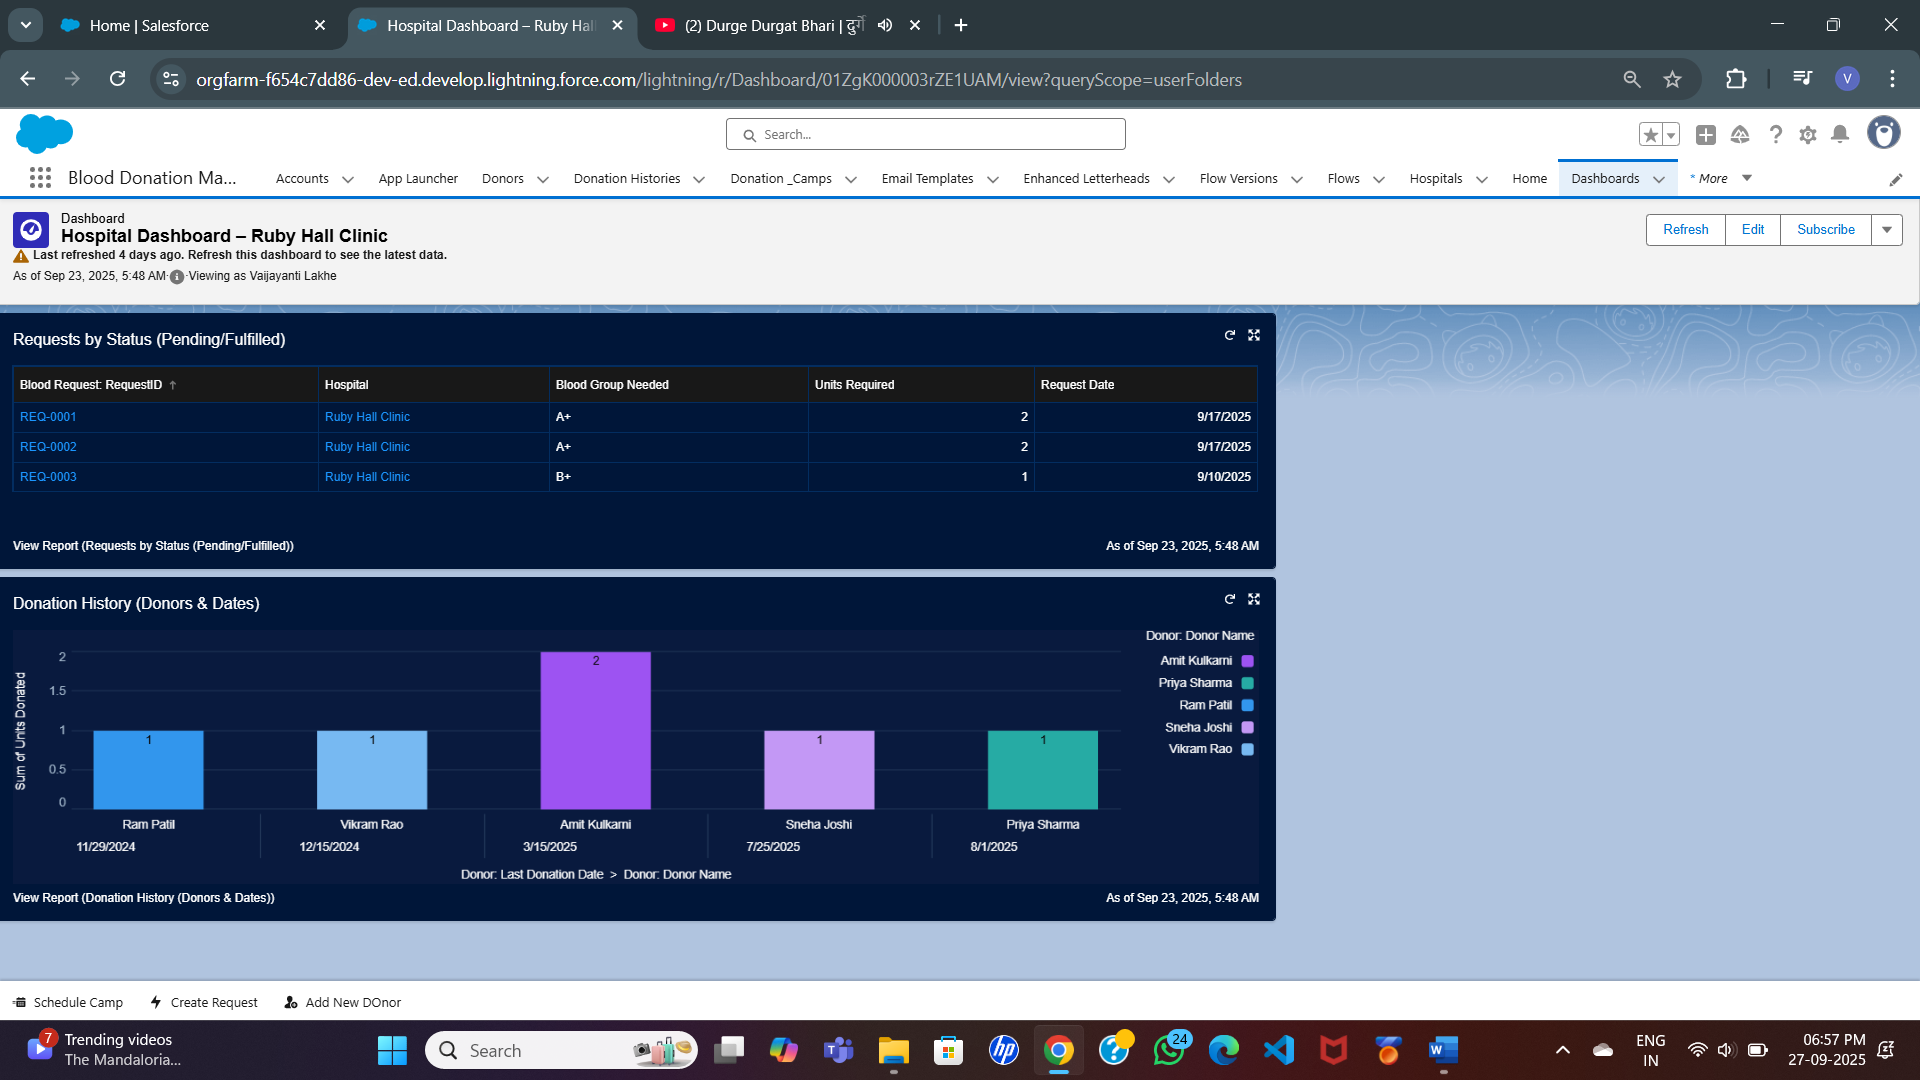 Home | Salesforce
Hospital Dashboard – Ruby Hal
(2) Durge Durgat Bhari | दुर्गे
orgfarm-f654c7dd86-dev-ed.develop.lightning.force.com/lightning/r/Dashboard/01ZgK000003rZE1UAM/view?queryScope=userFolders
V
Search...
Blood Donation Ma...
Accounts
App Launcher
Donors
Donation Histories
Donation _Camps
Email Templates
Enhanced Letterheads
Flow Versions
Flows
Hospitals
Home
Dashboards
* More
Dashboard
Hospital Dashboard – Ruby Hall Clinic
Last refreshed 4 days ago. Refresh this dashboard to see the latest data.
As of Sep 23, 2025, 5:48 AM·Viewing as Vaijayanti Lakhe
Refresh
Edit
Subscribe
Requests by Status (Pending/Fulfilled)
Blood Request: RequestID ↑ Hospital Blood Group Needed Units Required Request Date
REQ-0001 Ruby Hall Clinic A+ 2 9/17/2025
REQ-0002 Ruby Hall Clinic A+ 2 9/17/2025
REQ-0003 Ruby Hall Clinic B+ 1 9/10/2025
View Report (Requests by Status (Pending/Fulfilled))
As of Sep 23, 2025, 5:48 AM
Donation History (Donors & Dates)
Sum of Units Donated
2
1.5
1
0.5
0
1 1 2 1 1
Ram Patil Vikram Rao Amit Kulkarni Sneha Joshi Priya Sharma
11/29/2024 12/15/2024 3/15/2025 7/25/2025 8/1/2025
Donor: Last Donation Date > Donor: Donor Name
Donor: Donor Name
Amit Kulkarni
Priya Sharma
Ram Patil
Sneha Joshi
Vikram Rao
View Report (Donation History (Donors & Dates))
As of Sep 23, 2025, 5:48 AM
Schedule Camp
Create Request
Add New DOnor
7
Trending videos
The Mandaloria...
Search
24
ENG
IN
06:57 PM
27-09-2025